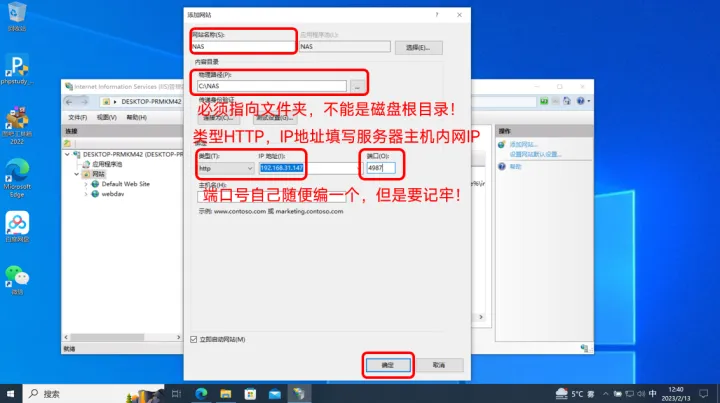 回收站
添加网站
? ×
网站名称(S):
应用程序池(L):
NAS
NAS
选择(E)...
内容目录
物理路径(P):
C:\NAS
...
传递身份验证
必须指向文件夹，不能是磁盘根目录！
连接为(C)...
测试设置(G)...
类型HTTP，IP地址填写服务器主机内网IP
类型(T):
IP 地址(I):
端口(O):
http
192.168.31.147
4987
主机名(H):
端口号自己随便编一个，但是要记牢！
示例: www.contoso.com 或 marketing.contoso.com
立即启动网站(M)
确定
取消
phpstudy_...
Internet Information Services (IIS)管理
DESKTOP-PRMKM42
文件(F)
视图(V)
帮助(H)
连接
DESKTOP-PRMKM42 (DESKTOP-P
应用程序池
网站
Default Web Site
webdav
就绪
操作
添加网站...
设置网站默认设置...
帮助
图吧工具箱
2022
Microsoft
Edge
百度网盘
微信
搜索
5°C 雾
中
12:40
2023/2/13